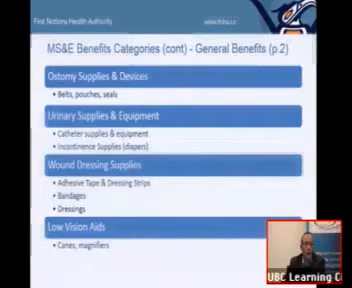 First Nations Health Authority
www.fnha.ca
MS&E Benefits Categories (cont) - General Benefits (p.2)
Ostomy Supplies & Devices
• Belts, pouches, seals
Urinary Supplies & Equipment
• Catheter supplies & equipment
• Incontinence Supplies (diapers)
Wound Dressing Supplies
• Adhesive Tape & Dressing Strips
• Bandages
• Dressings
Low Vision Aids
• Canes, magnifiers
UBC Learning C